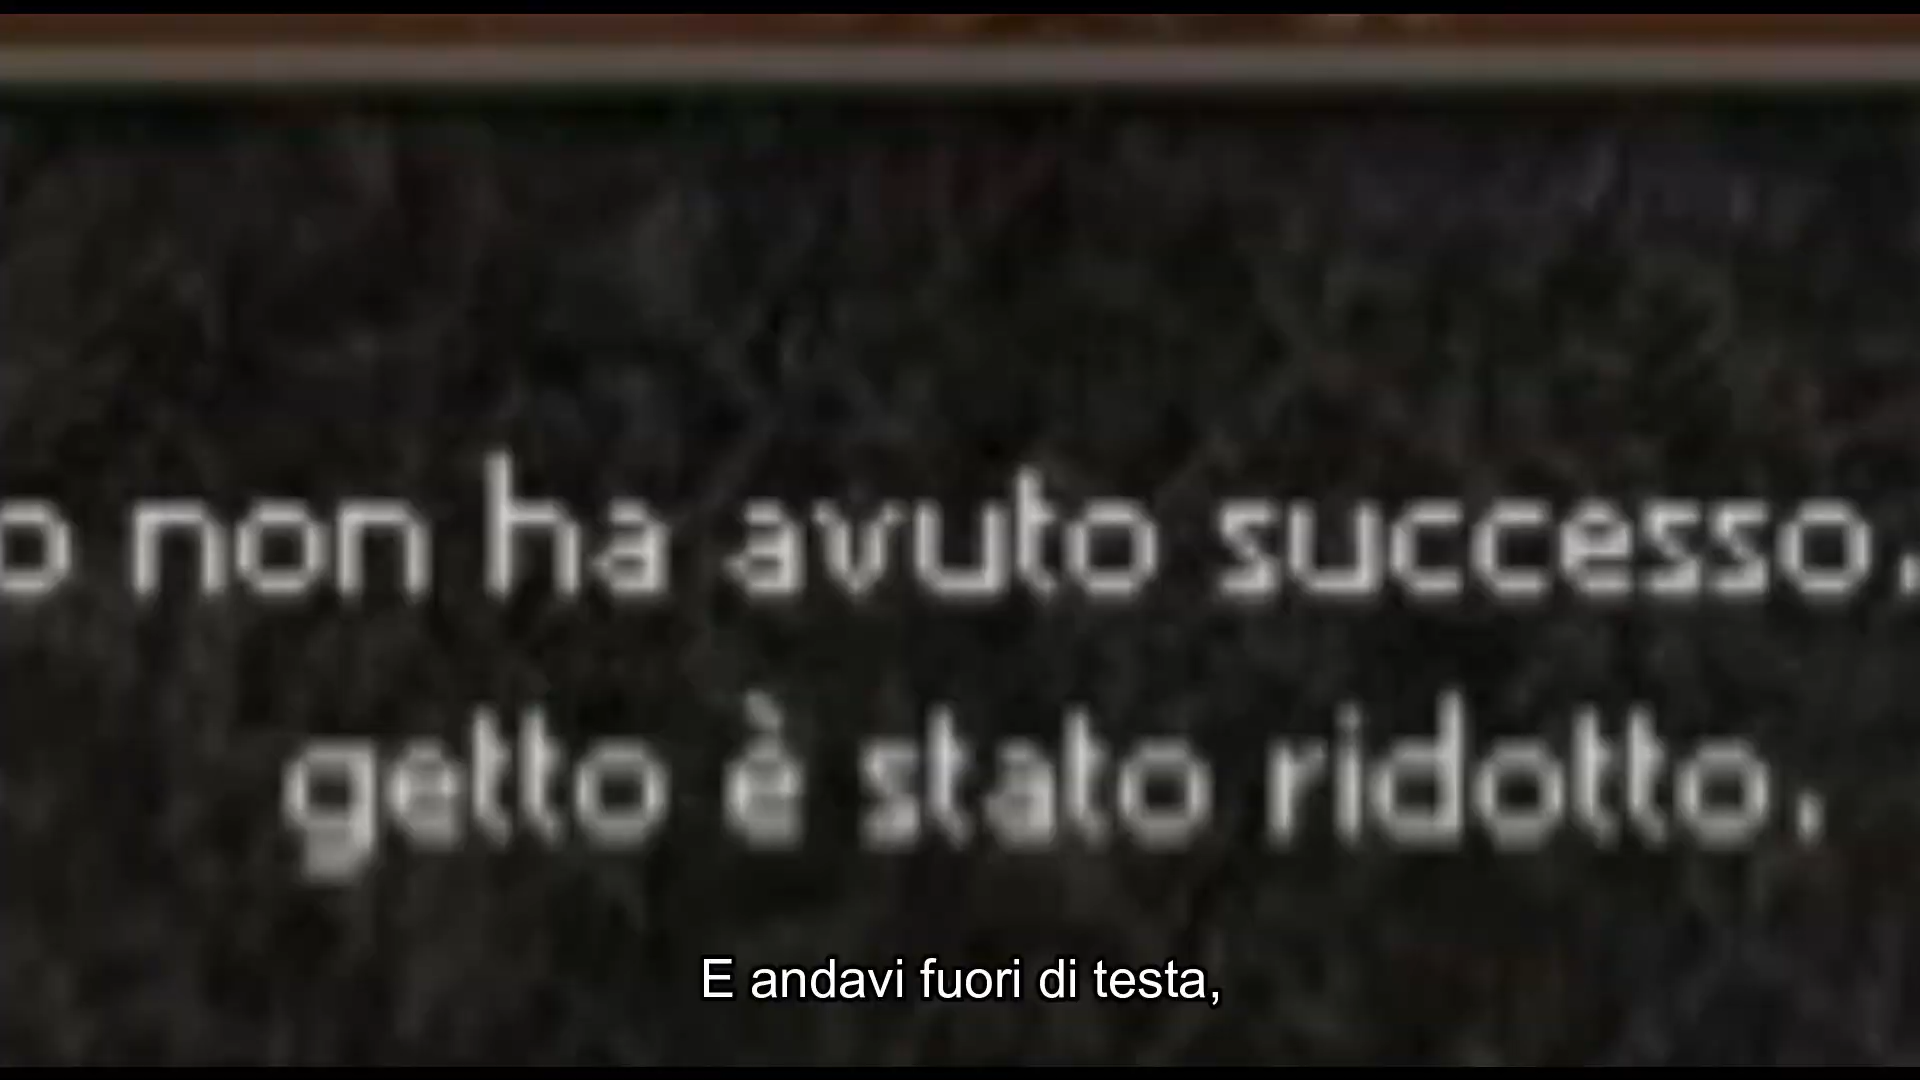 o non ha avuto successo.
getto è stato ridotto.
E andavi fuori di testa,